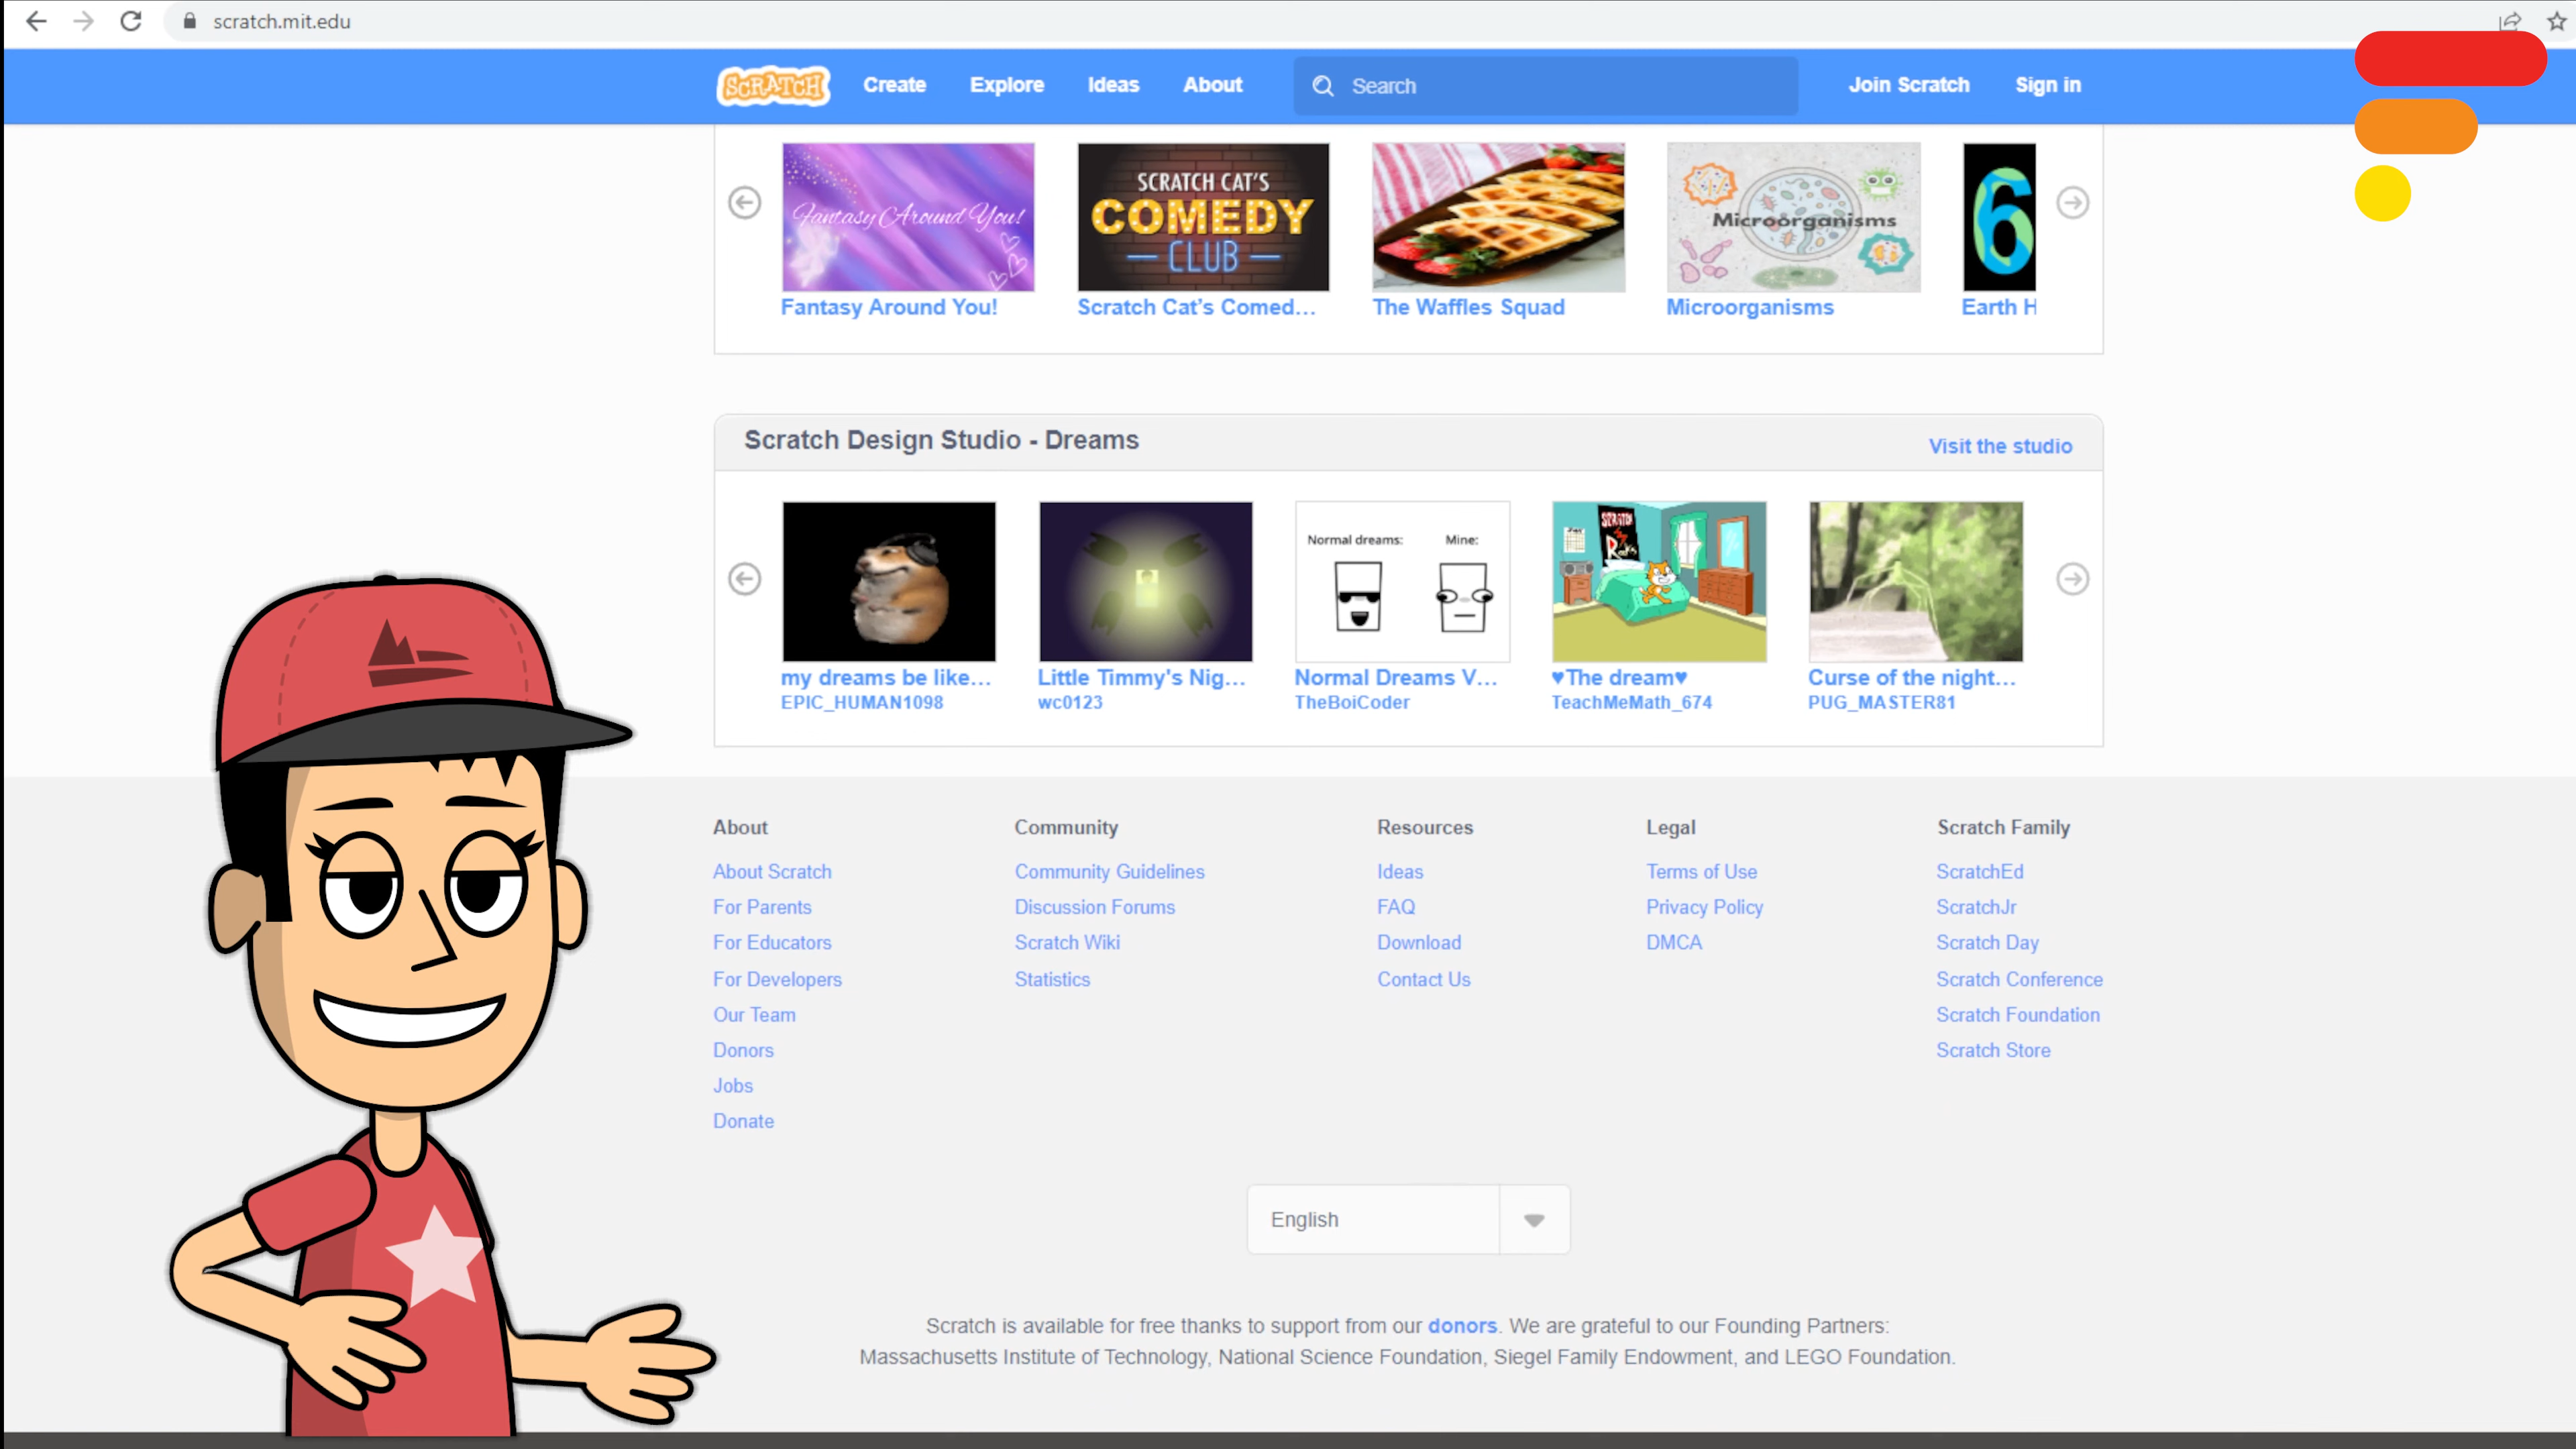 scratch.mit.edu
SCRATCH Create Explore Ideas About Search Join Scratch Sign in
Fantasy Around You!
SCRATCH CAT'S
COMEDY
CLUB
Microorganisms
6
Fantasy Around You! Scratch Cat's Comed... The Waffles Squad Microorganisms Earth H
Scratch Design Studio - Dreams Visit the studio
Normal dreams: Mine:
SCRATCH
Rocks
my dreams be like... Little Timmy's Nig... Normal Dreams V... ♥The dream♥ Curse of the night...
EPIC_HUMAN1098 wc0123 TheBoiCoder TeachMeMath_674 PUG_MASTER81
About
About Scratch
For Parents
For Educators
For Developers
Our Team
Donors
Jobs
Donate
Community
Community Guidelines
Discussion Forums
Scratch Wiki
Statistics
Resources
Ideas
FAQ
Download
Contact Us
Legal
Terms of Use
Privacy Policy
DMCA
Scratch Family
ScratchEd
ScratchJr
Scratch Day
Scratch Conference
Scratch Foundation
Scratch Store
English
Scratch is available for free thanks to support from our donors. We are grateful to our Founding Partners:
Massachusetts Institute of Technology, National Science Foundation, Siegel Family Endowment, and LEGO Foundation.